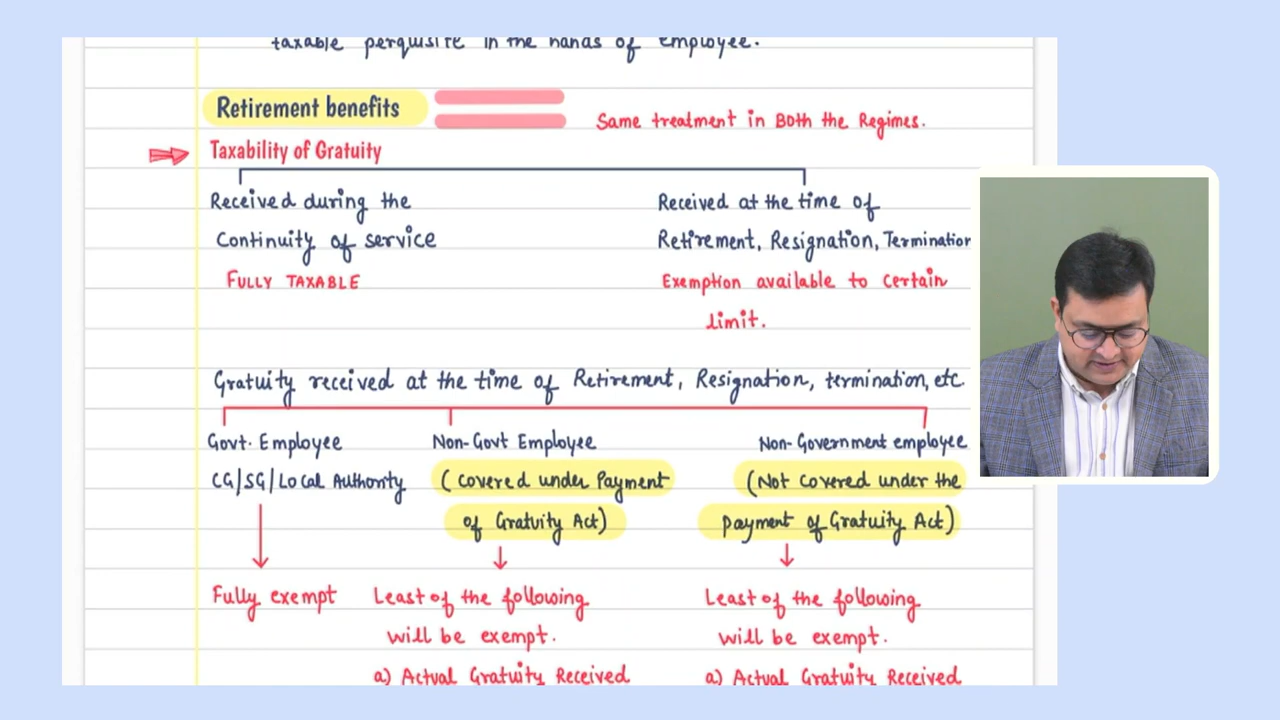 taxable perquisite in the hands of employee.
Retirement benefits
Same treatment in BOTH the Regimes.
Taxability of Gratuity
Received during the
Continuity of service
FULLY TAXABLE
Received at the time of
Retirement, Resignation, Termination
Exemption available to certain
limit.
Gratuity received at the time of Retirement, Resignation, termination, etc.
Govt. Employee
CG/SG/Local Authority
Fully exempt
Non-Govt Employee
(covered under Payment
of Gratuity Act)
Least of the following
will be exempt.
a) Actual Gratuity Received
Non-Government employee
(Not covered under the
payment of Gratuity Act)
Least of the following
will be exempt.
a) Actual Gratuity Received